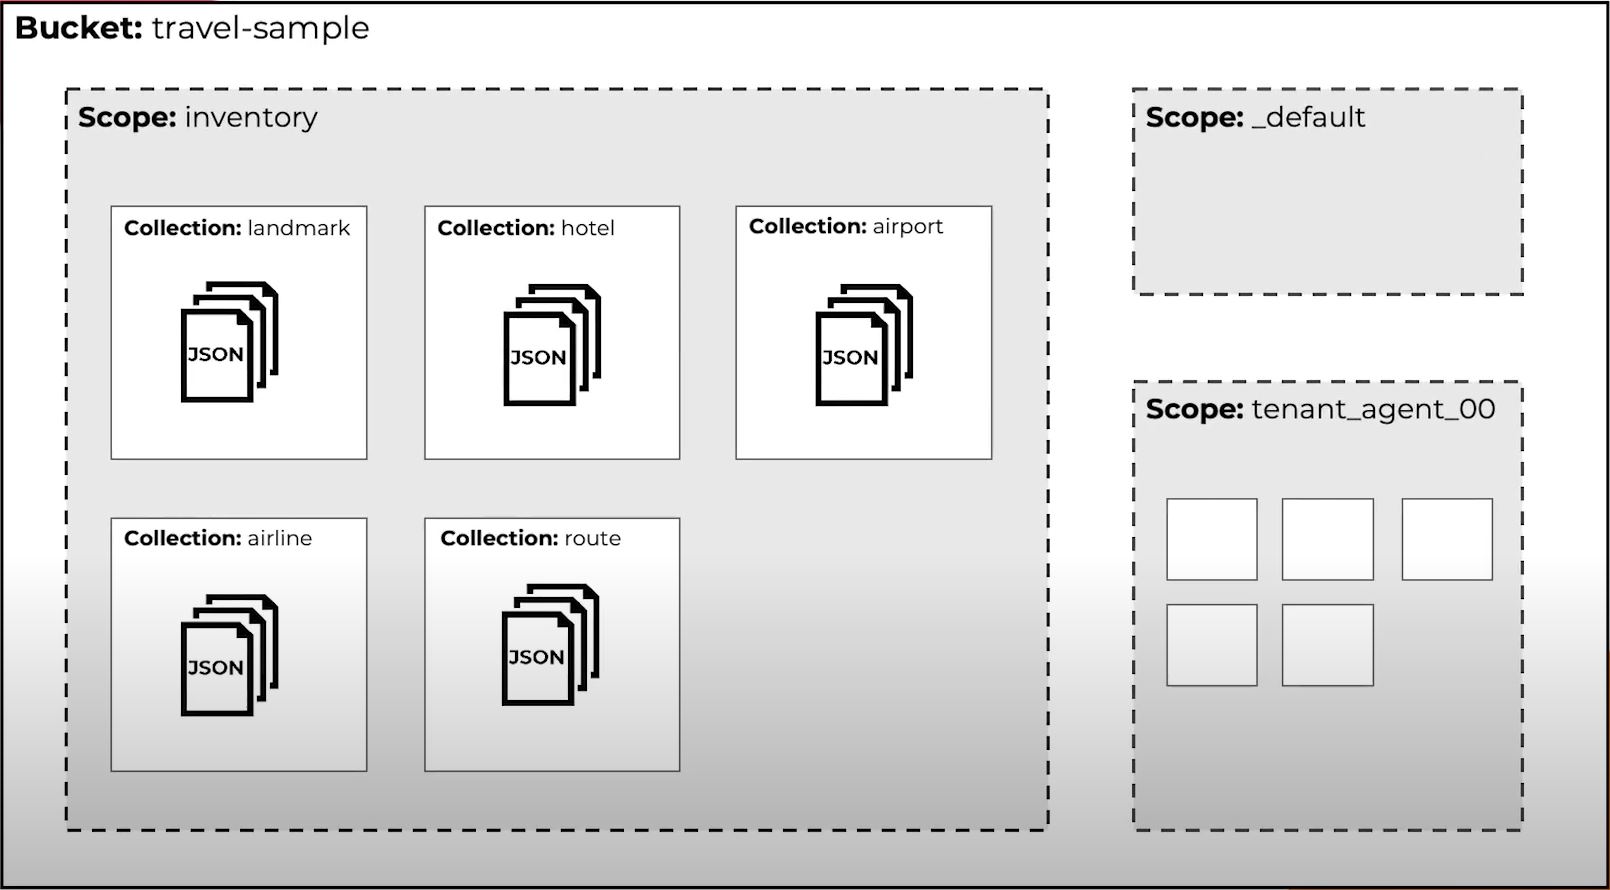 Bucket: travel-sample
Scope: inventory
Collection: landmark
JSON
Collection: hotel
JSON
Collection: airport
JSON
Collection: airline
JSON
Collection: route
JSON
Scope: _default
Scope: tenant_agent_00